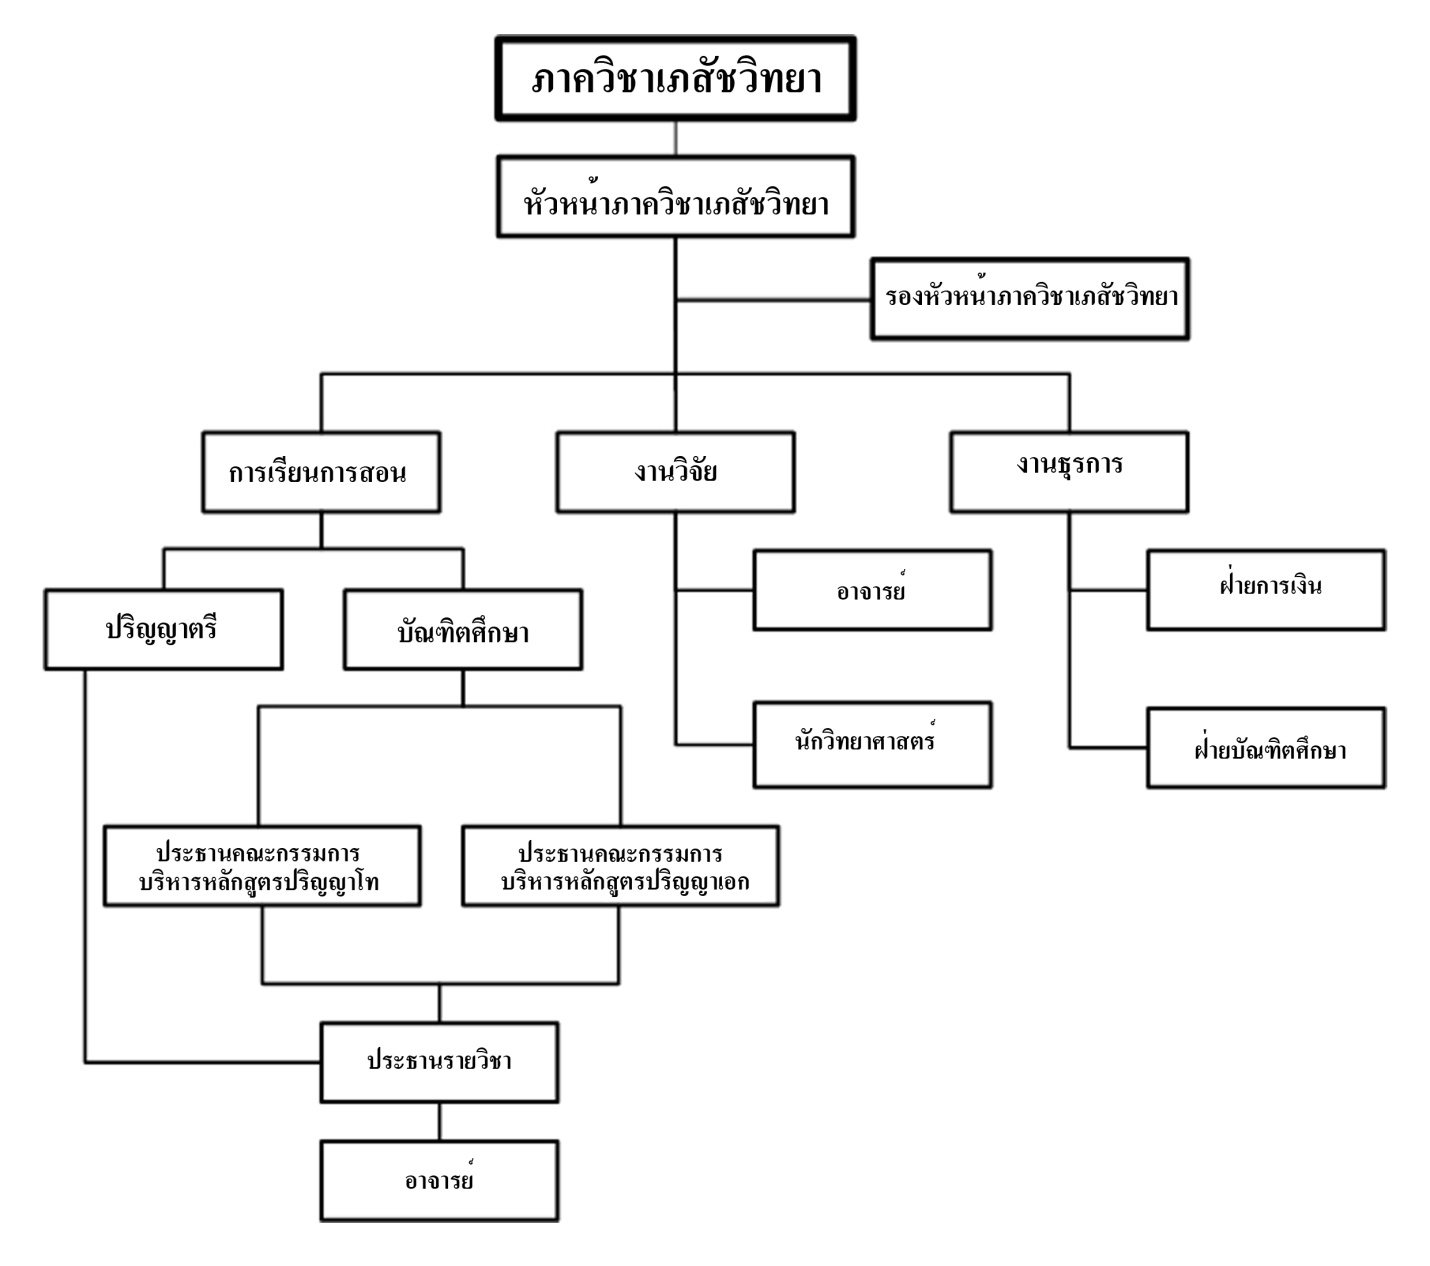 ภาควิชาเภสัชวิทยา
หัวหน้าภาควิชาเภสัชวิทยา
รองหัวหน้าภาควิชาเภสัชวิทยา
การเรียนการสอน
งานวิจัย
งานธุรการ
ปริญญาตรี
บัณฑิตศึกษา
อาจารย์
ฝ่ายการเงิน
นักวิทยาศาสตร์
ฝ่ายบัณฑิตศึกษา
ประธานคณะกรรมการ
บริหารหลักสูตรปริญญาโท
ประธานคณะกรรมการ
บริหารหลักสูตรปริญญาเอก
ประธานรายวิชา
อาจารย์